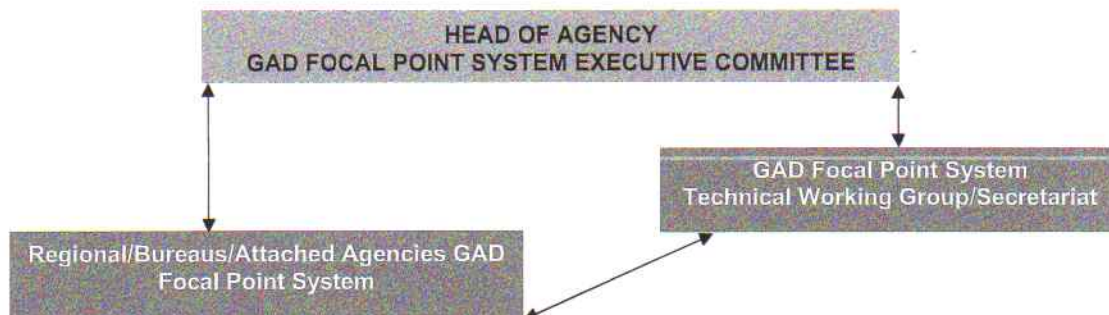 HEAD OF AGENCY
GAD FOCAL POINT SYSTEM EXECUTIVE COMMITTEE
GAD Focal Point System
Technical Working Group/Secretariat
Regional/Bureaus/Attached Agencies GAD
Focal Point System